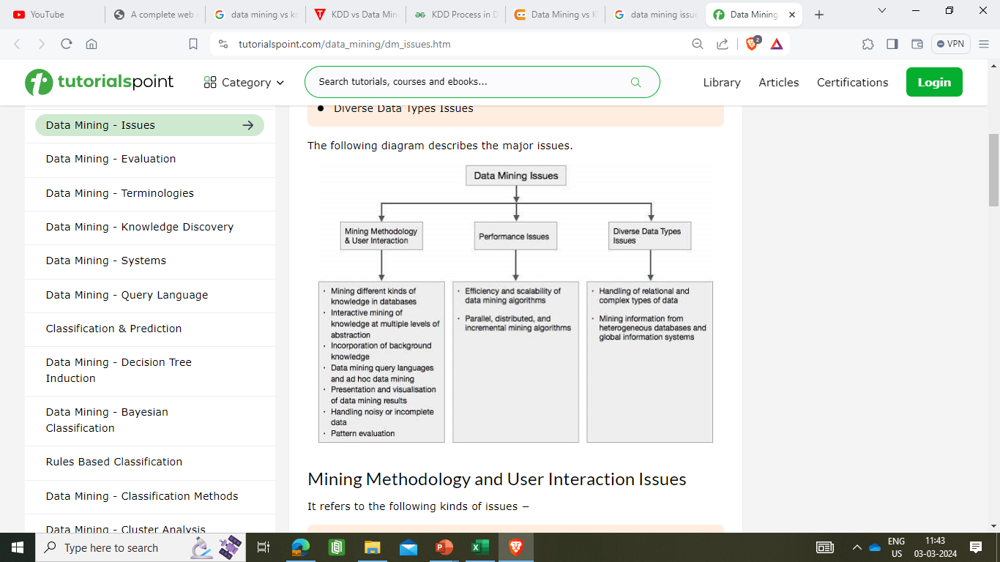 YouTube
A complete web
data mining vs kr
KDD vs Data Min
KDD Process in D
Data Mining vs K
data mining issue
Data Mining
tutorialspoint.com/data_mining/dm_issues.htm
2
VPN
tutorialspoint
Category
Search tutorials, courses and ebooks...
Library
Articles
Certifications
Login
Data Mining - Issues
Data Mining - Evaluation
Data Mining - Terminologies
Data Mining - Knowledge Discovery
Data Mining - Systems
Data Mining - Query Language
Classification & Prediction
Data Mining - Decision Tree
Induction
Data Mining - Bayesian
Classification
Rules Based Classification
Data Mining - Classification Methods
Data Mining - Cluster Analysis
● Diverse Data Types Issues
The following diagram describes the major issues.
Data Mining Issues
Mining Methodology
& User Interaction
Performance Issues
Diverse Data Types
Issues
· Mining different kinds of
knowledge in databases
· Interactive mining of
knowledge at multiple levels of
abstraction
· Incorporation of background
knowledge
· Data mining query languages
and ad hoc data mining
· Presentation and visualisation
of data mining results
· Handling noisy or incomplete
data
· Pattern evaluation
· Efficiency and scalability of
data mining algorithms
· Parallel, distributed, and
incremental mining algorithms
· Handling of relational and
complex types of data
· Mining information from
heterogeneous databases and
global information systems
Mining Methodology and User Interaction Issues
It refers to the following kinds of issues −
Type here to search
ENG
US
11:43
03-03-2024